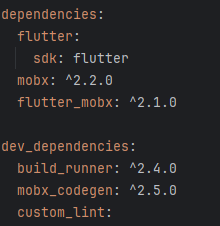 dependencies:
  flutter:
    sdk: flutter
  mobx: ^2.2.0
  flutter_mobx: ^2.1.0

dev_dependencies:
  build_runner: ^2.4.0
  mobx_codegen: ^2.5.0
  custom_lint: